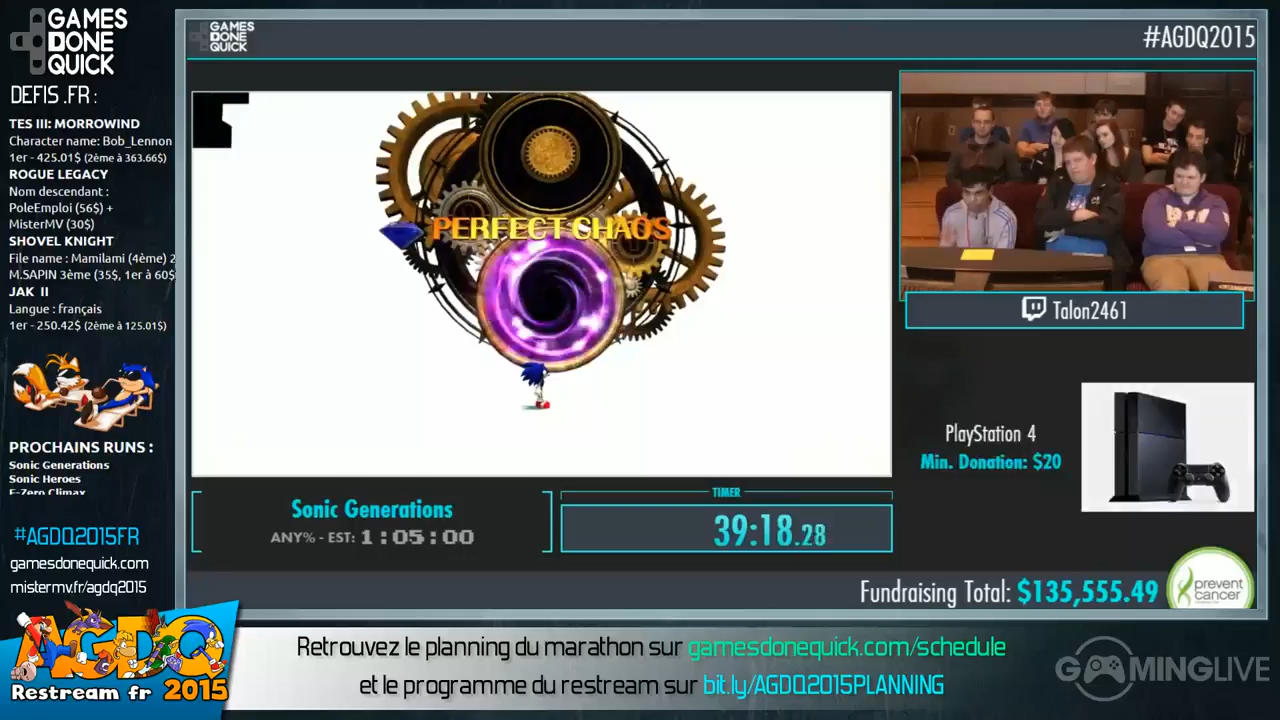 GAMES
DONE
QUICK
DEFIS .FR :
TES III: MORROWIND
Character name: Bob_Lennon
1er - 425.01$ (2ème à 363.66$)
ROGUE LEGACY
Nom descendant :
PoleEmploi (56$) +
MisterMV (30$)
SHOVEL KNIGHT
File name : Mamilami (4ème) 2
M.SAPIN 3ème (35$, 1er à 60$
JAK II
Langue : français
1er - 250.42$ (2ème à 125.01$)
PROCHAINS RUNS :
Sonic Generations
Sonic Heroes
F-Zero Climax
#AGDQ2015FR
gamesdonequick.com
mistermv.fr/agdq2015
AGDQ
Restream fr 2015
GAMES
DONE
QUICK
#AGDQ2015
PERFECT CHAOS
Talon2461
PlayStation 4
Min. Donation: $20
Sonic Generations
ANY% - EST: 1:05:00
TIMER
39:18.28
Fundraising Total: $135,555.49
prevent
cancer
Retrouvez le planning du marathon sur gamesdonequick.com/schedule
et le programme du restream sur bit.ly/AGDQ2015PLANNING
GAMINGLIVE